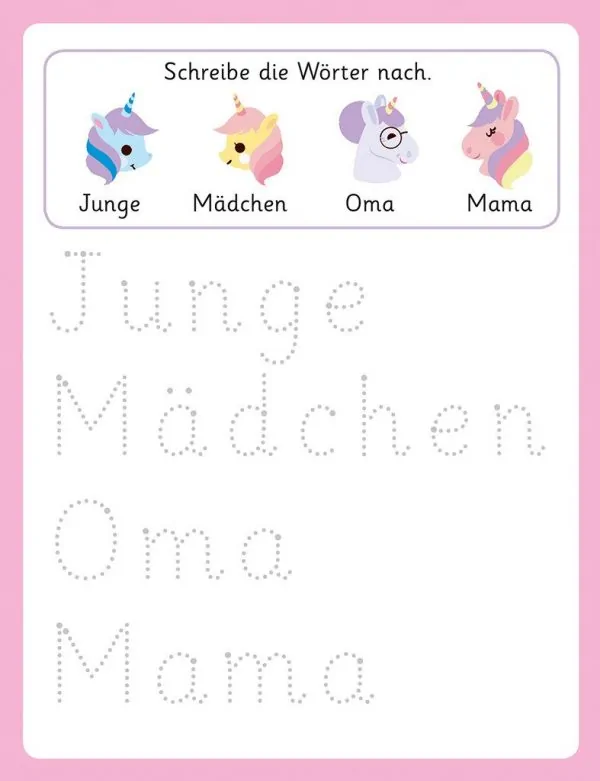 Schreibe die Wörter nach.
Junge Mädchen Oma Mama
Junge
Mädchen
Oma
Mama